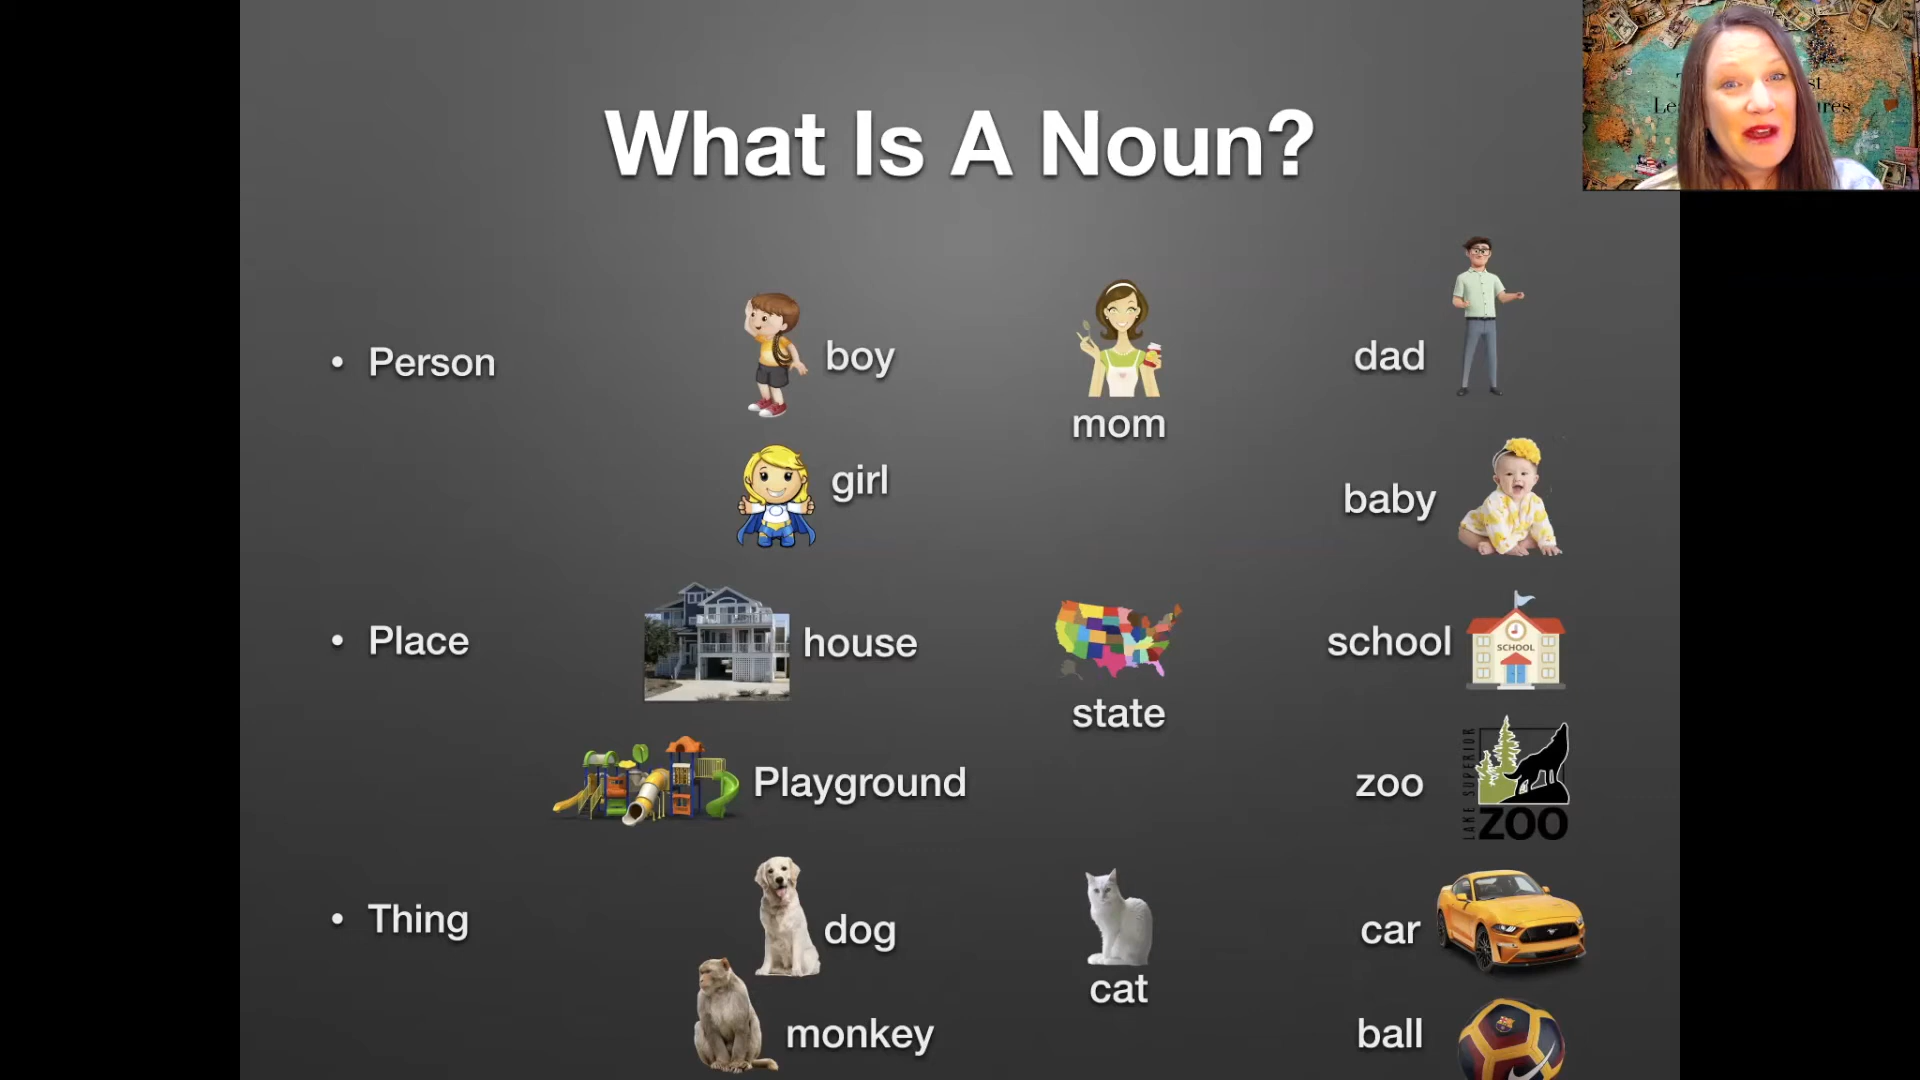 What Is A Noun?
• Person
boy
mom
dad
girl
baby
• Place
house
state
school
SCHOOL
Playground
zoo
LAKE SUPERIOR
ZOO
• Thing
dog
cat
car
monkey
ball